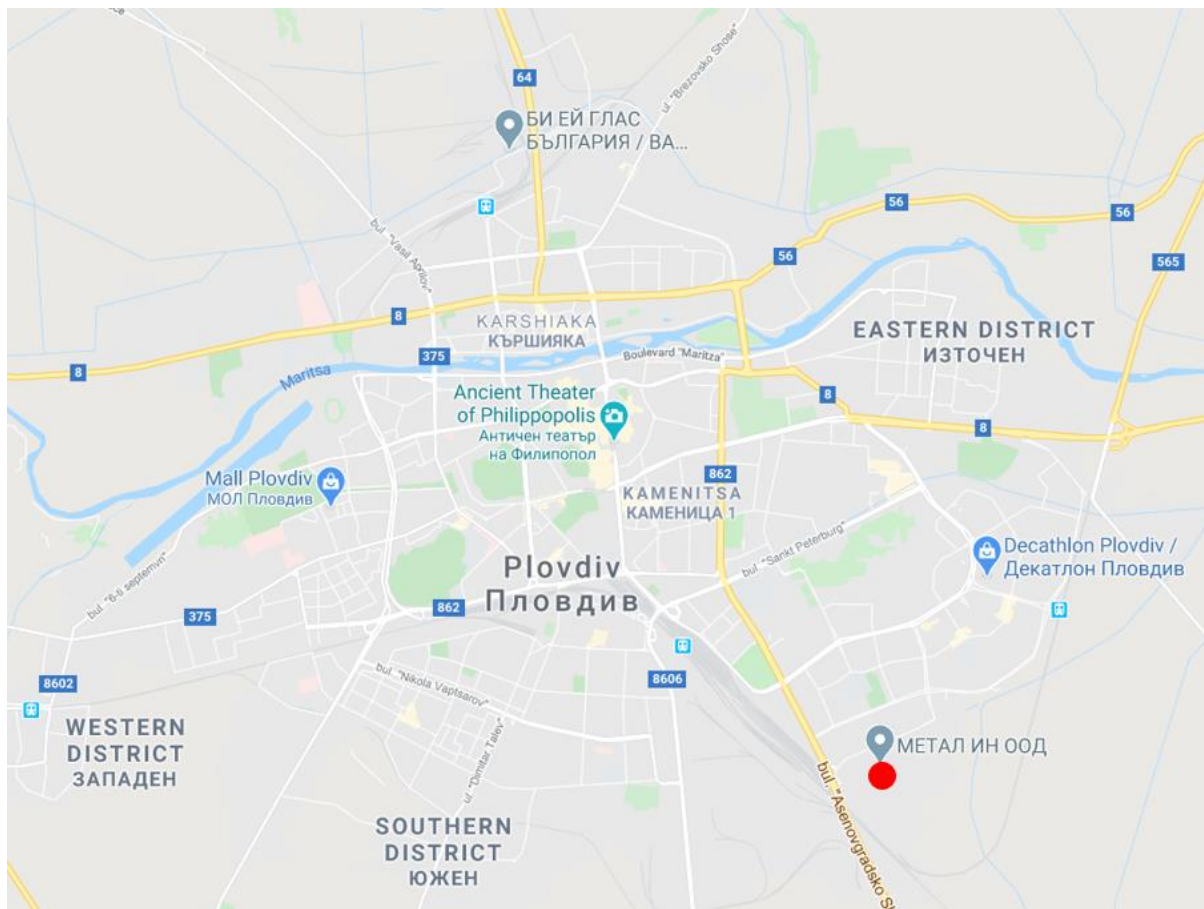 64
ul. "Brezovsko Shose"
БИ ЕЙ ГЛАС
БЪЛГАРИЯ / ВА...
bul. "Vasil Aprilov"
56
56
56
565
8
KARSHIAKA
КЪРШИЯКА
375
Boulevard "Maritza"
EASTERN DISTRICT
ИЗТОЧЕН
8
Maritsa
Ancient Theater
of Philippopolis
Античен театър
на Филипопол
8
8
Mall Plovdiv
МОЛ Пловдив
862
KAMENITSA
КАМЕНИЦА 1
bul. "Sankt Peterburg"
Decathlon Plovdiv /
Декатлон Пловдив
Plovdiv
Пловдив
bul. "6-ti septemvri"
375
862
8602
bul. "Nikola Vaptsarov"
8606
WESTERN
DISTRICT
ЗАПАДЕН
ul. "Dimitar Talev"
МЕТАЛ ИН ООД
bul. "Asenovgradsko Sh
SOUTHERN
DISTRICT
ЮЖЕН